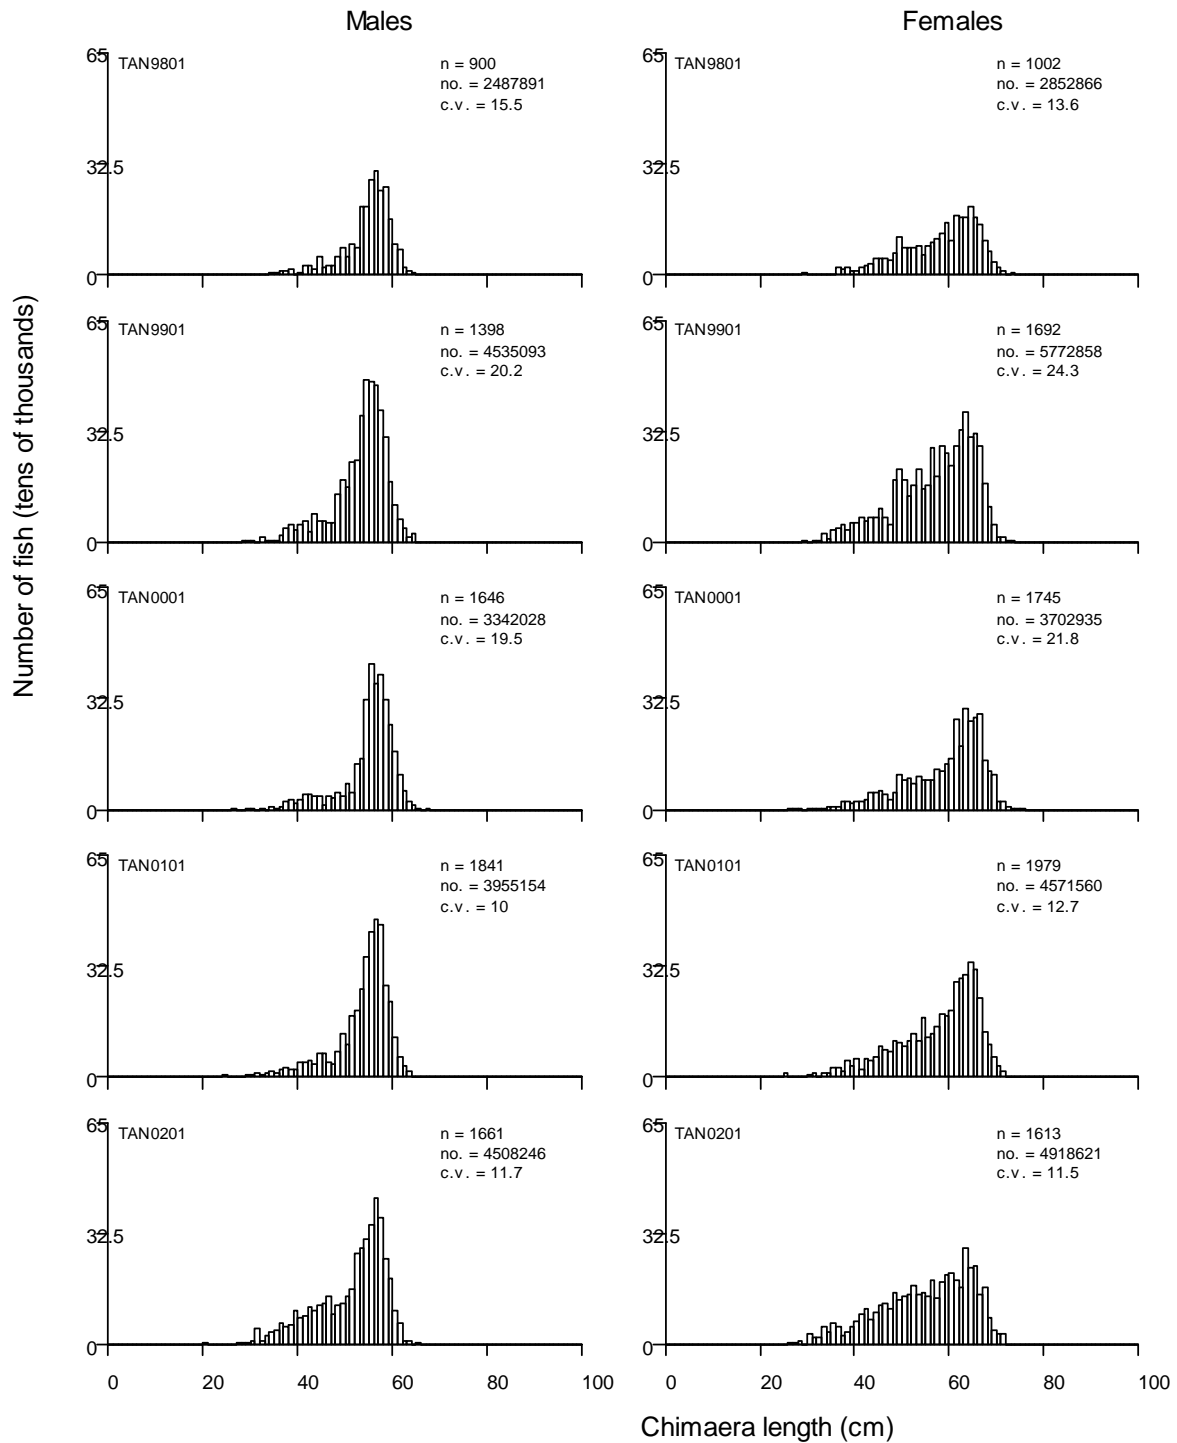 Males Females
65 TAN9801 n = 900 65 TAN9801 n = 1002
no. = 2487891 no. = 2852866
c.v. = 15.5 c.v. = 13.6
32.5 32.5
0 0
65 TAN9901 n = 1398 65 TAN9901 n = 1692
no. = 4535093 no. = 5772858
c.v. = 20.2 c.v. = 24.3
32.5 32.5
0 0
65 TAN0001 n = 1646 65 TAN0001 n = 1745
no. = 3342028 no. = 3702935
c.v. = 19.5 c.v. = 21.8
32.5 32.5
0 0
65 TAN0101 n = 1841 65 TAN0101 n = 1979
no. = 3955154 no. = 4571560
c.v. = 10 c.v. = 12.7
32.5 32.5
0 0
65 TAN0201 n = 1661 65 TAN0201 n = 1613
no. = 4508246 no. = 4918621
c.v. = 11.7 c.v. = 11.5
32.5 32.5
0 0
0 20 40 60 80 100 0 20 40 60 80 100
Number of fish (tens of thousands)
Chimaera length (cm)